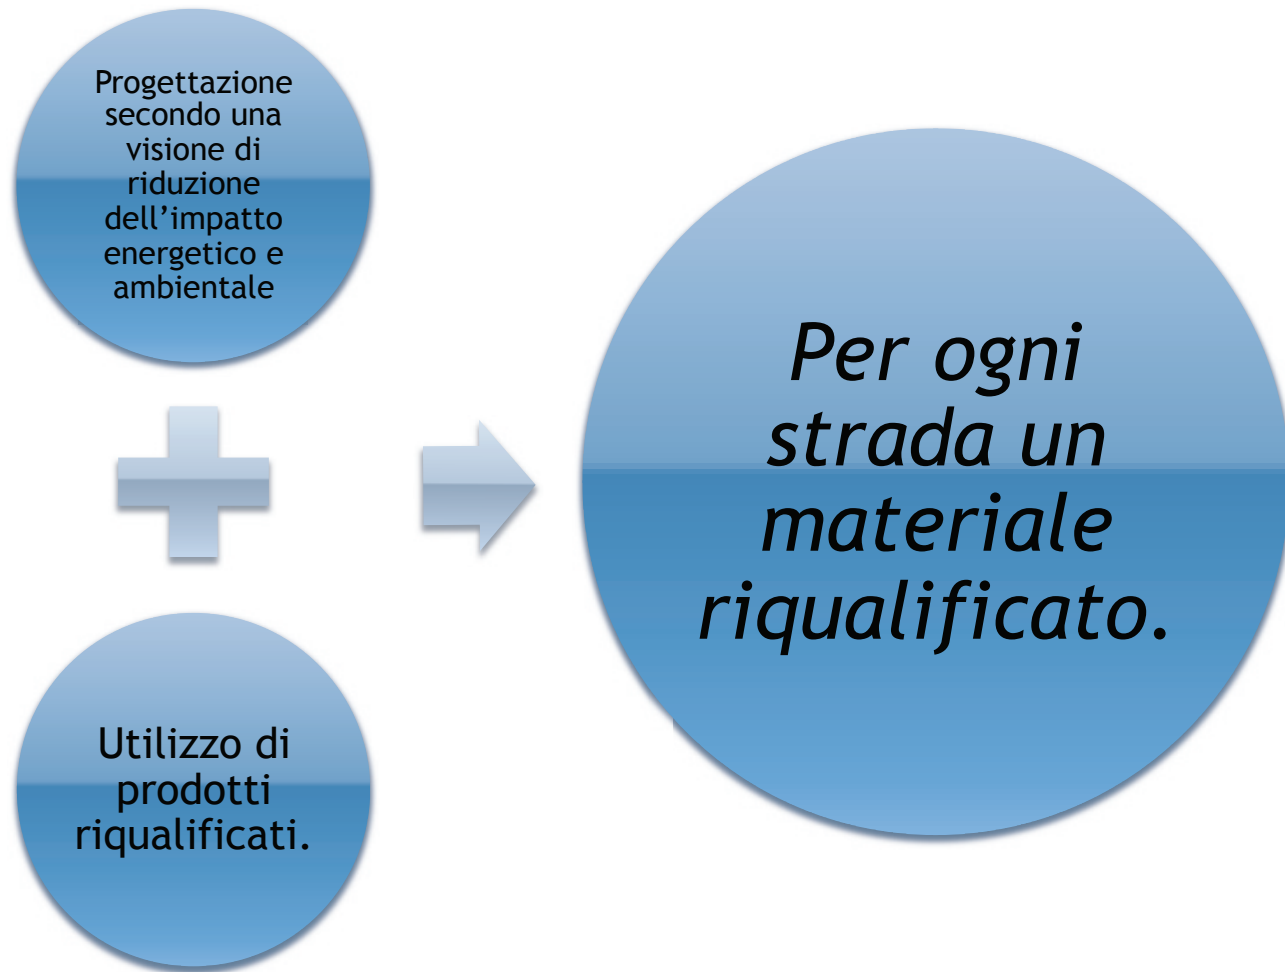 Progettazione
secondo una
visione di
riduzione
dell’impatto
energetico e
ambientale
Utilizzo di
prodotti
riqualificati.
Per ogni
strada un
materiale
riqualificato.